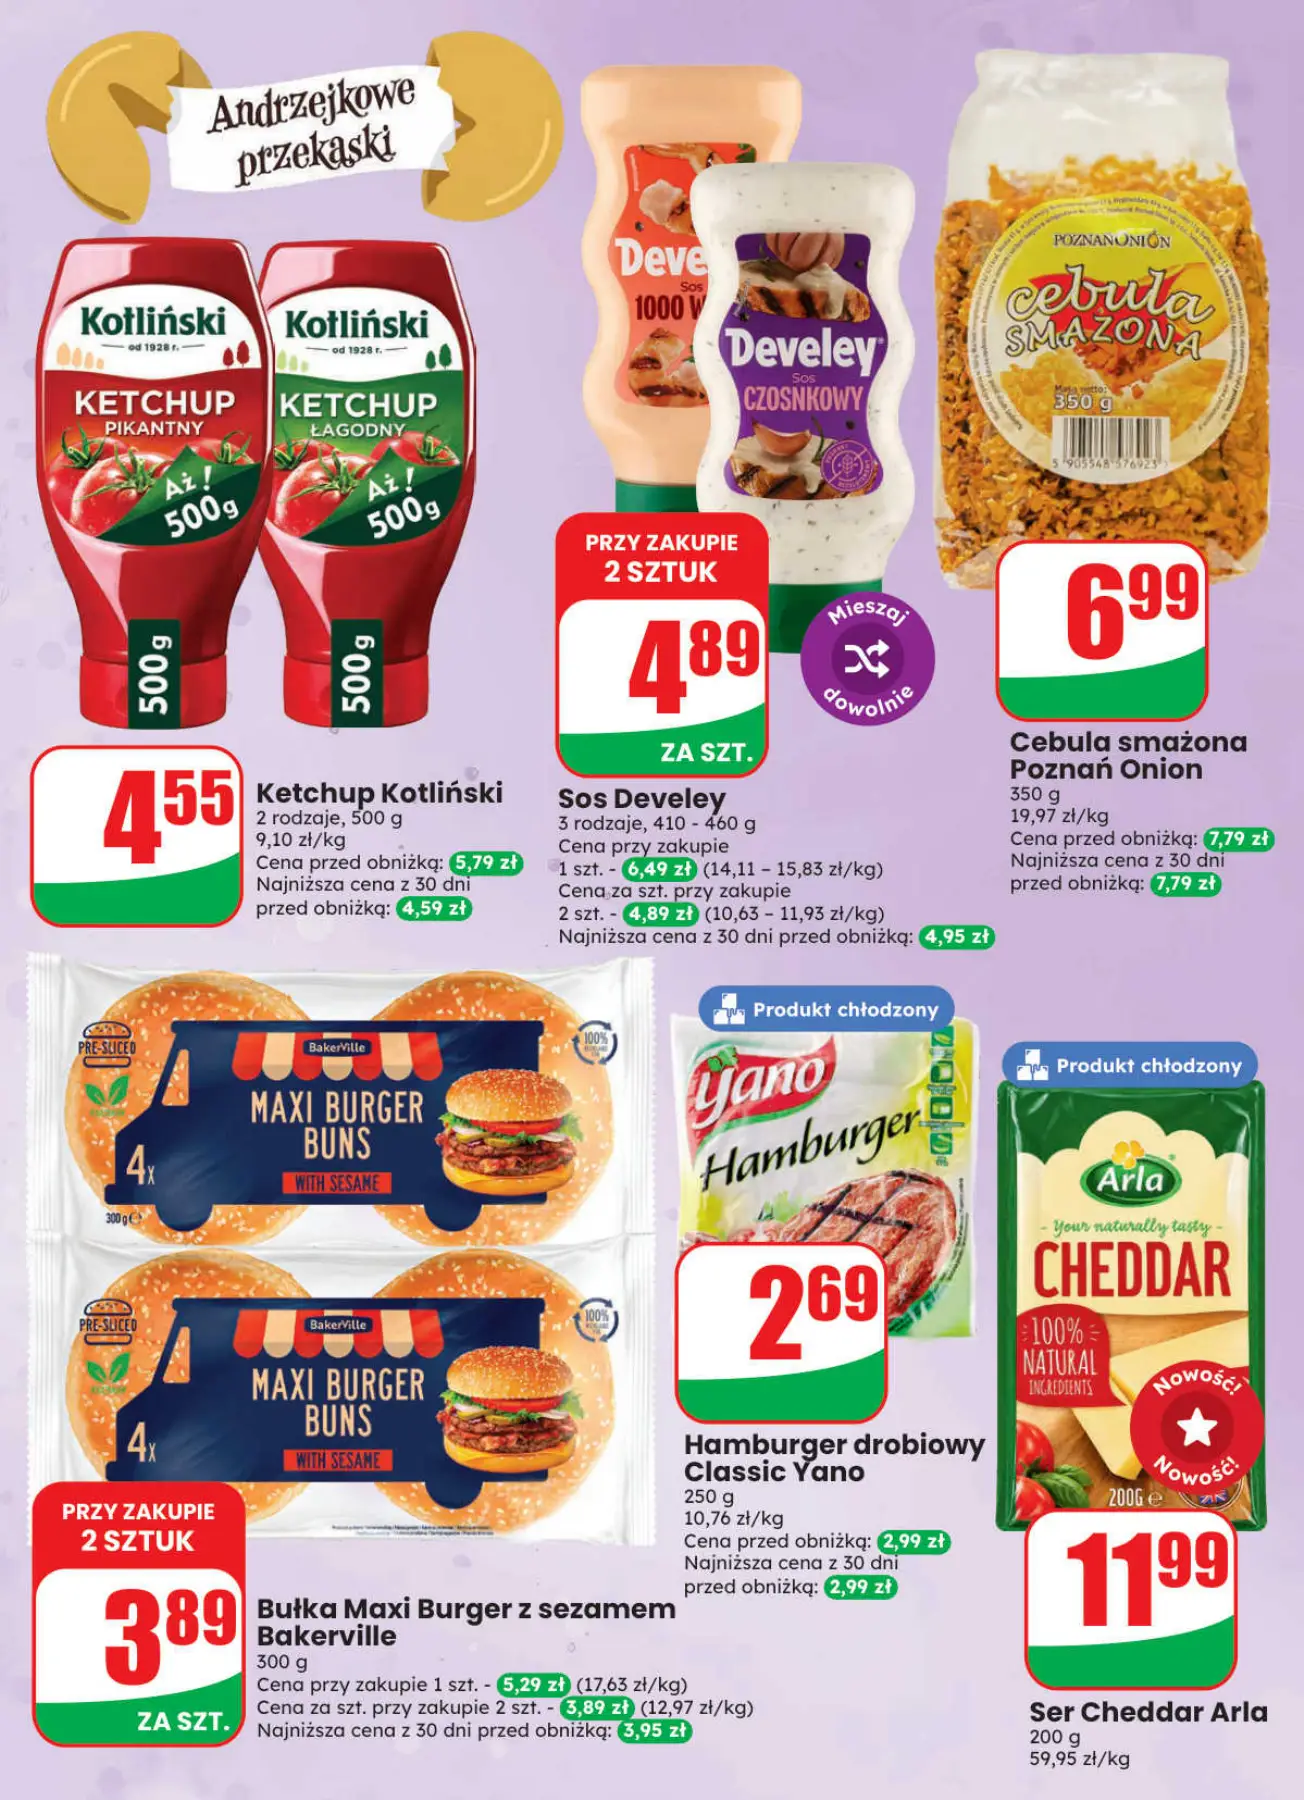 Andrzejkowe
przekąski
Kotliński
od 1928 r.
KETCHUP
PIKANTNY
Aż!
500g
500g
Kotliński
od 1928 r.
KETCHUP
ŁAGODNY
Aż!
500g
500g
4 55
Ketchup Kotliński
2 rodzaje, 500 g
9,10 zł/kg
Cena przed obniżką: 5,79 zł
Najniższa cena z 30 dni
przed obniżką: 4,59 zł
Deve
Sos
1000 W
Develey
Sos
CZOSNKOWY
PRZY ZAKUPIE
2 SZTUK
4 89
ZA SZT.
Mieszaj
dowolnie
Sos Develey
3 rodzaje, 410 - 460 g
Cena przy zakupie
1 szt. - 6,49 zł (14,11 – 15,83 zł/kg)
Cena za szt. przy zakupie
2 szt. - 4,89 zł (10,63 – 11,93 zł/kg)
Najniższa cena z 30 dni przed obniżką: 4,95 zł
POZNAŃ ONION
cebula
SMAŻONA
Masa netto:
350 g
5 905548 576923
6 99
Cebula smażona
Poznań Onion
350 g
19,97 zł/kg
Cena przed obniżką: 7,79 zł
Najniższa cena z 30 dni
przed obniżką: 7,79 zł
PRE-SLICED
BakerVille
100%
MAXI BURGER
BUNS
WITH SESAME
4x
300 g e
PRE-SLICED
BakerVille
100%
MAXI BURGER
BUNS
WITH SESAME
4x
PRZY ZAKUPIE
2 SZTUK
3 89
ZA SZT.
Bułka Maxi Burger z sezamem
Bakerville
300 g
Cena przy zakupie 1 szt. - 5,29 zł (17,63 zł/kg)
Cena za szt. przy zakupie 2 szt. - 3,89 zł (12,97 zł/kg)
Najniższa cena z 30 dni przed obniżką: 3,95 zł
Produkt chłodzony
Yano
Hamburger
2 69
Hamburger drobiowy
Classic Yano
250 g
10,76 zł/kg
Cena przed obniżką: 2,99 zł
Najniższa cena z 30 dni
przed obniżką: 2,99 zł
Produkt chłodzony
Arla
- Your naturally tasty -
CHEDDAR
100%
NATURAL
INGREDIENTS
Nowość!
Nowość!
200G e
11 99
Ser Cheddar Arla
200 g
59,95 zł/kg